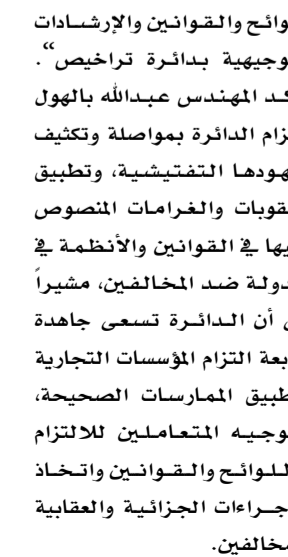 وائح والقوانين والإرشادات
وجيهية بدائرة تراخيص“.
كد المهندس عبدالله بالهول
زام الدائرة بمواصلة وتكثيف
هودها التفتيشية، وتطبيق
قوبات والغرامات المنصوص
يها في القوانين والأنظمة في
دولة ضد المخالفين، مشيراً
ى أن الدائرة تسعى جاهدة
ابعة التزام المؤسسات التجارية
طبيق الممارسات الصحيحة،
وجيه المتعاملين للالتزام
للوائح والقوانين واتخاذ
جراءات الجزائية والعقابية
مخالفين.